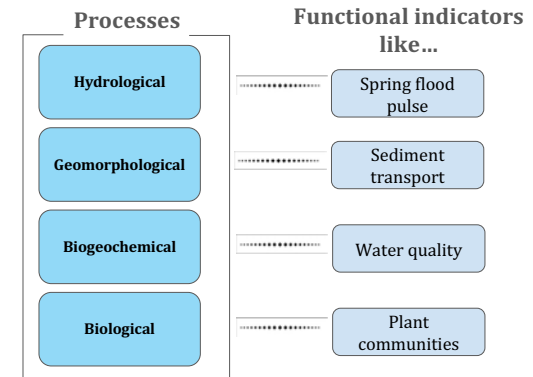 Processes
Functional indicators
like…
Hydrological
Spring flood
pulse
Geomorphological
Sediment
transport
Biogeochemical
Water quality
Biological
Plant
communities